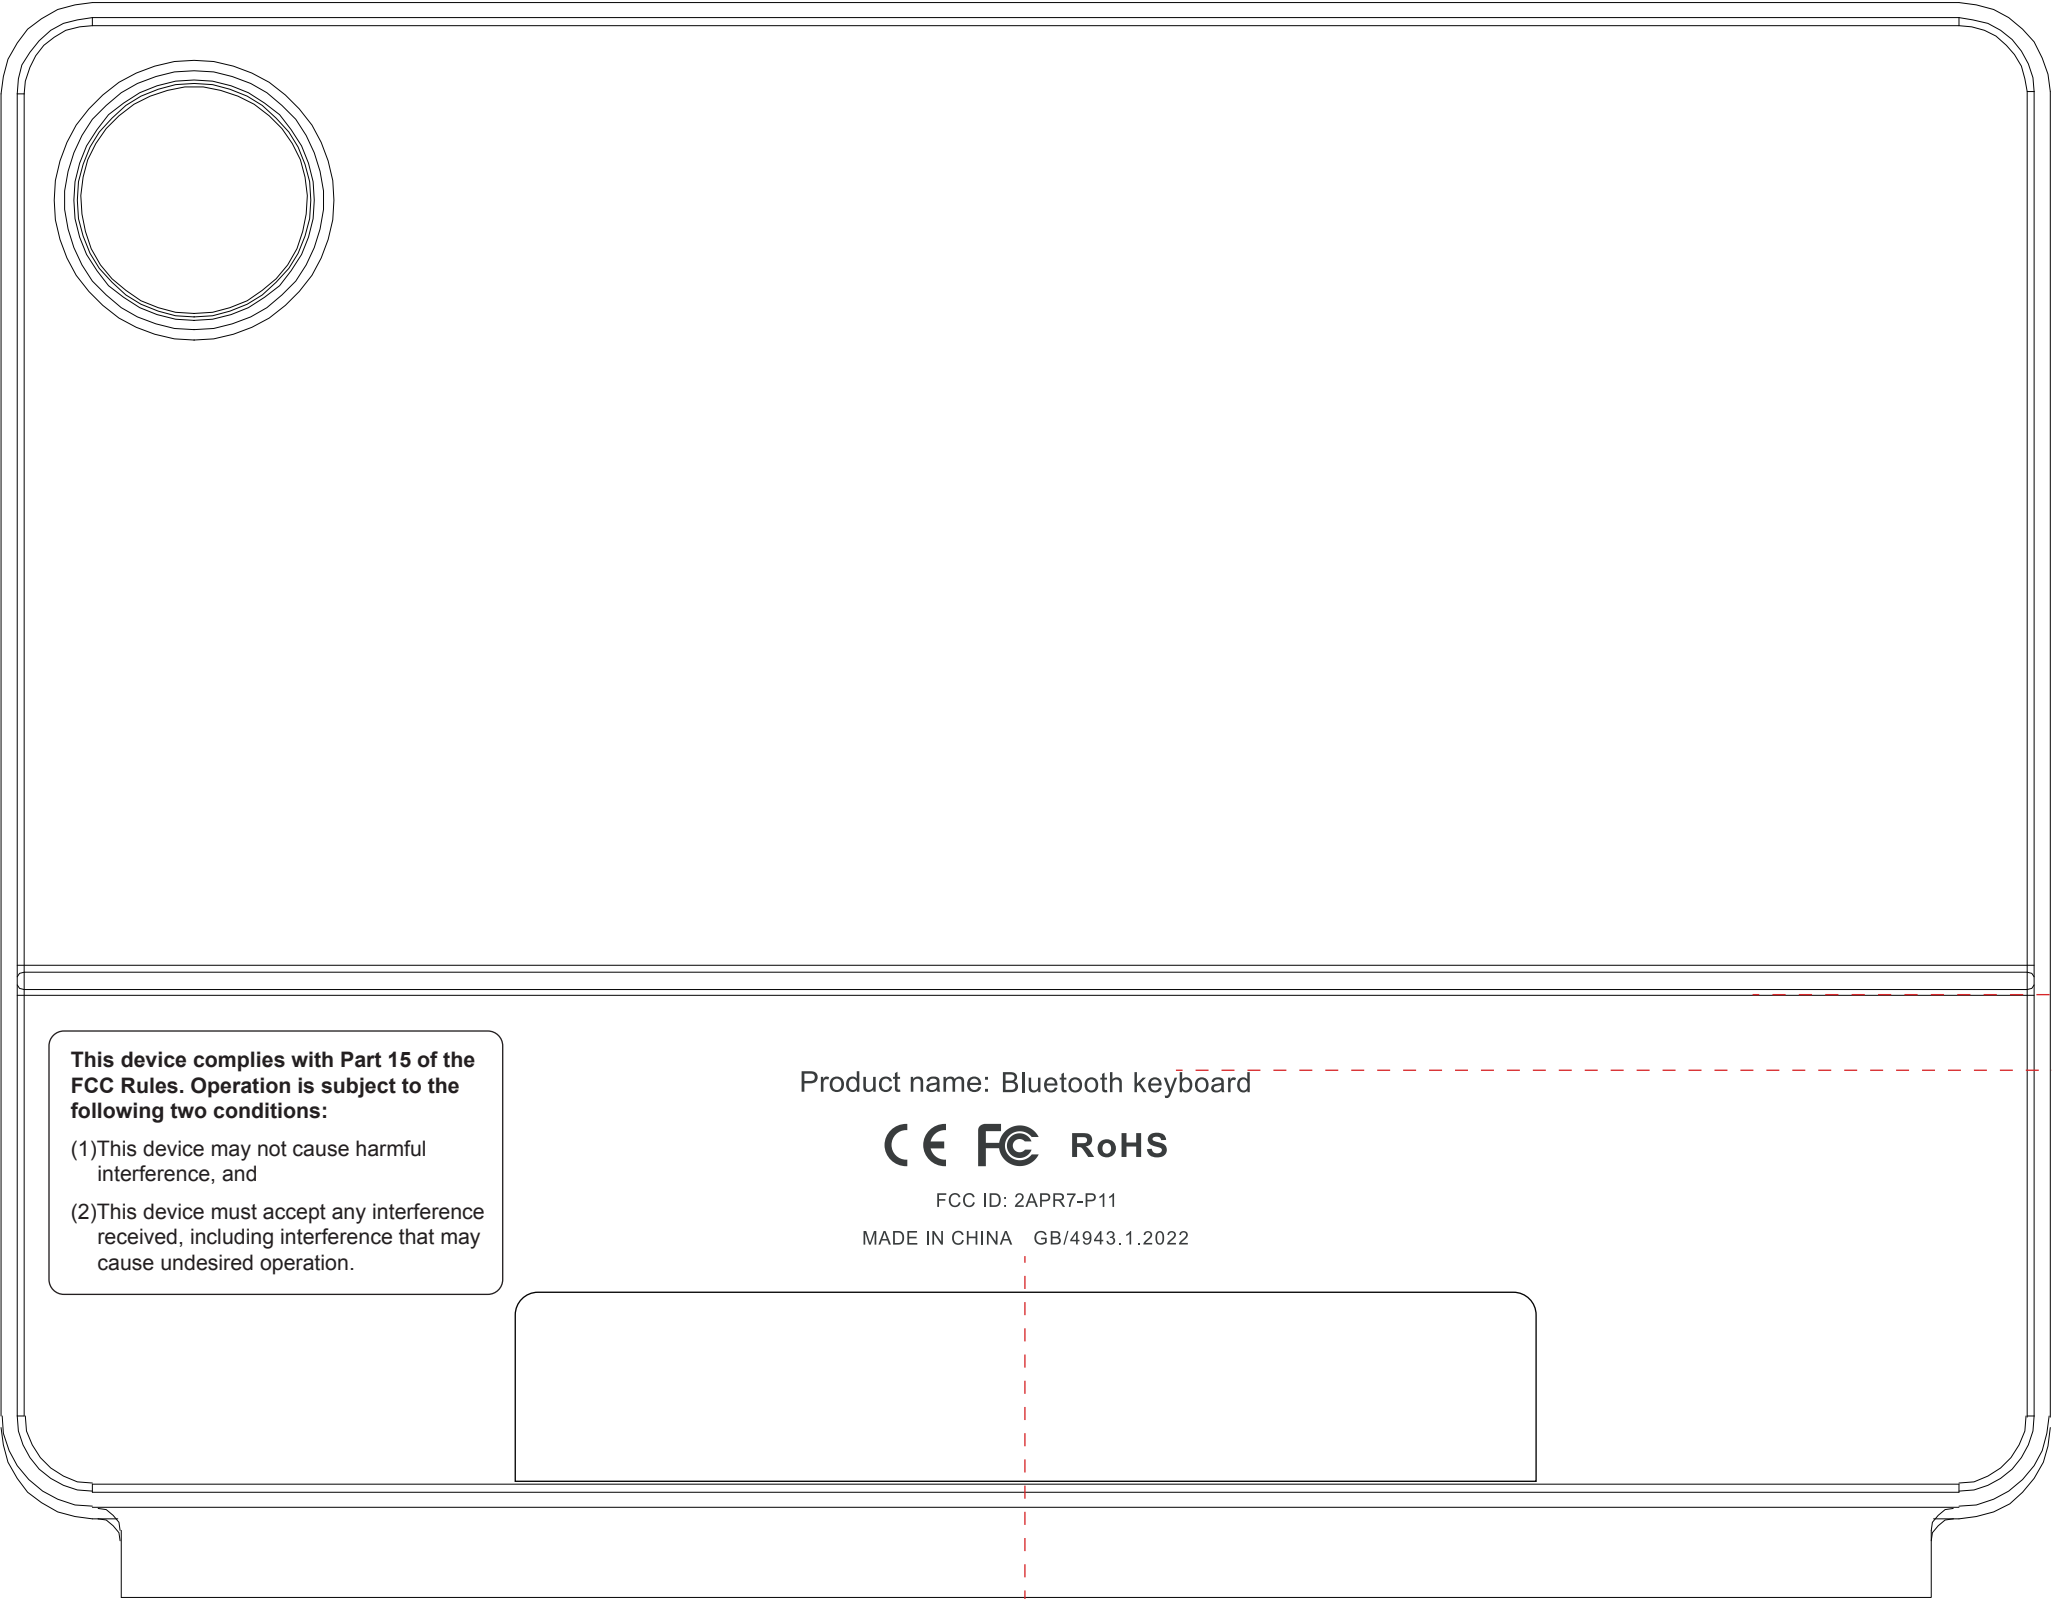 This device complies with Part 15 of the
FCC Rules. Operation is subject to the
following two conditions:
(1)This device may not cause harmful
interference, and
(2)This device must accept any interference
received, including interference that may
cause undesired operation.
Product name: Bluetooth keyboard
CE FC RoHS
FCC ID: 2APR7-P11
MADE IN CHINA GB/4943.1.2022